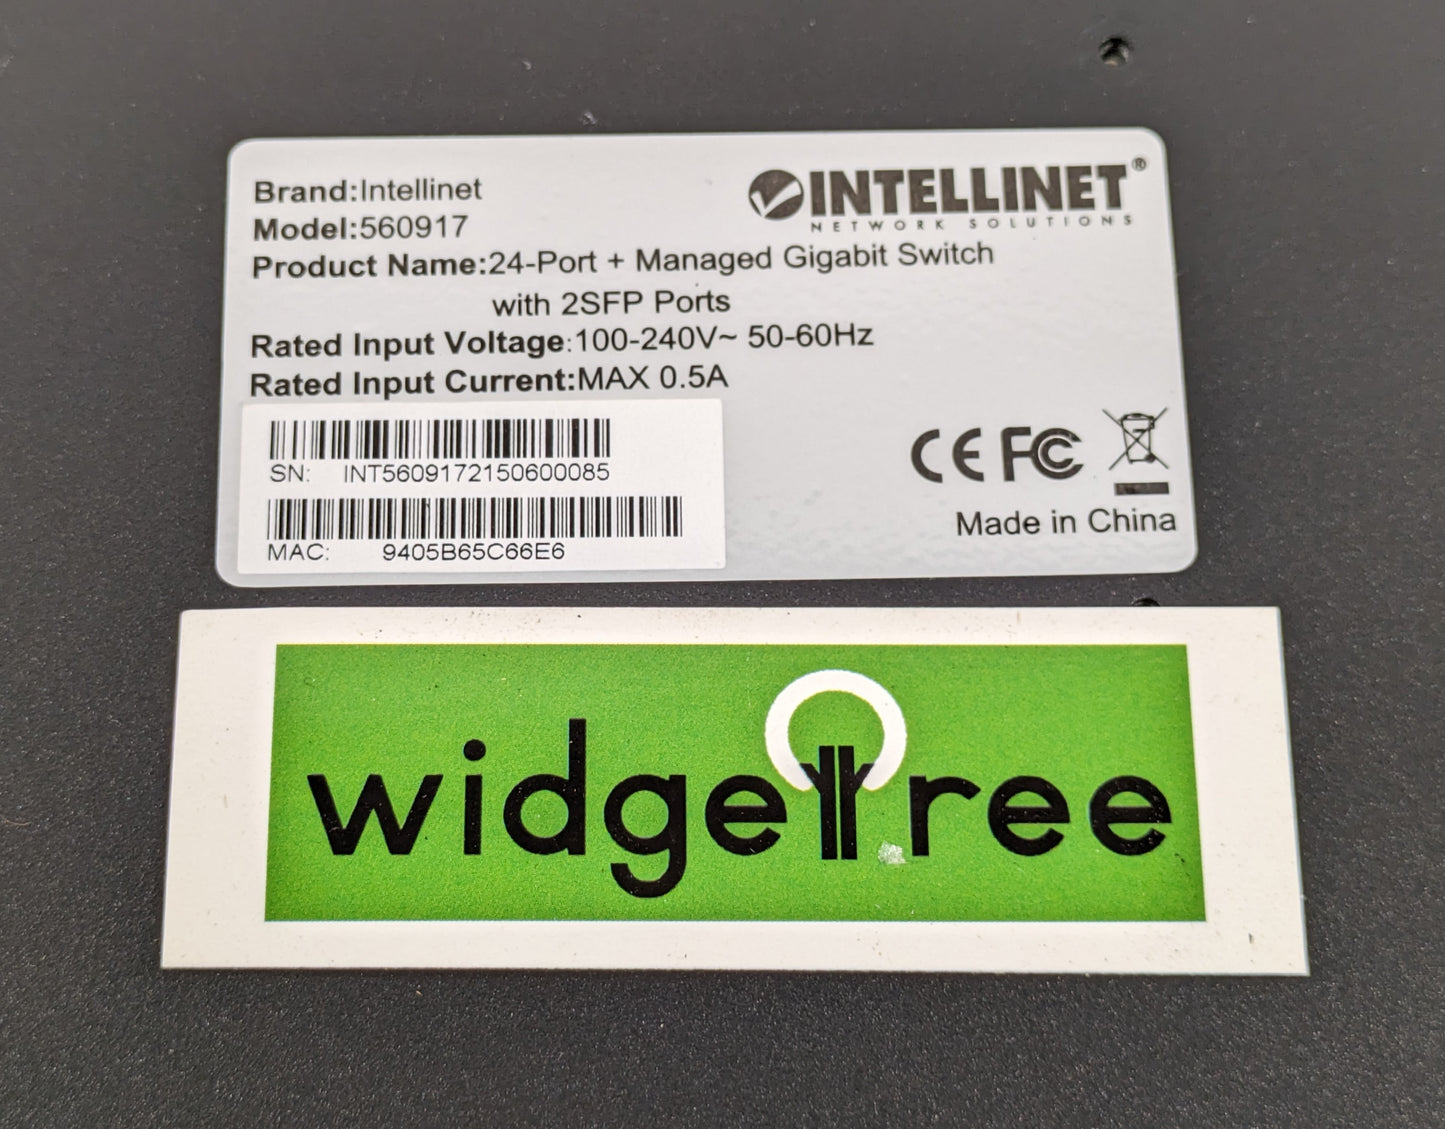 INTELLINET®
NETWORK SOLUTIONS
Brand:Intellinet
Model:560917
Product Name:24-Port + Managed Gigabit Switch
with 2SFP Ports
Rated Input Voltage:100-240V~ 50-60Hz
Rated Input Current:MAX 0.5A
SN: INT5609172150600085
MAC: 9405B65C66E6
CE FC
Made in China
widgetree